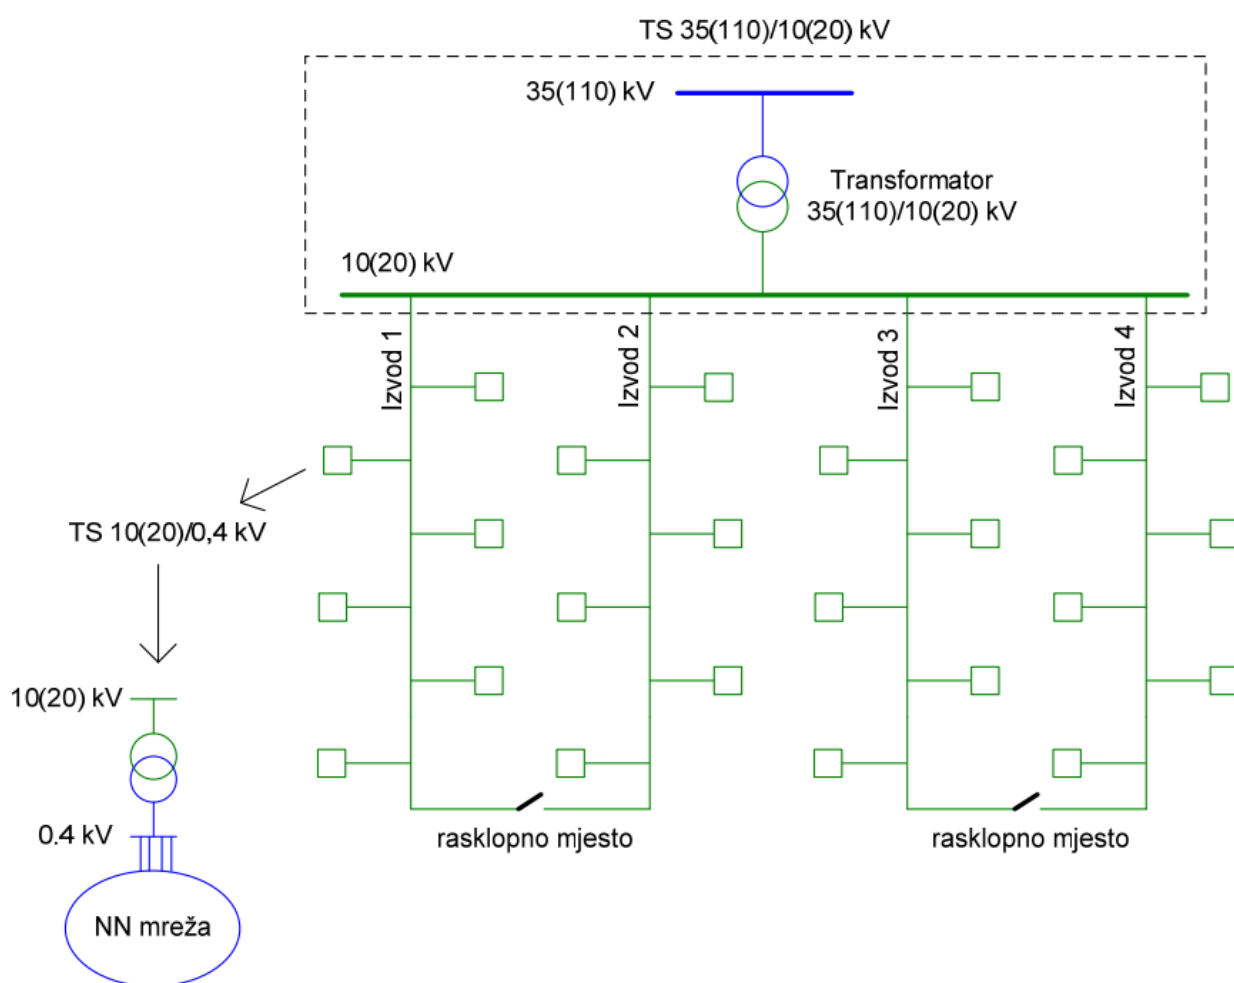 TS 35(110)/10(20) kV
35(110) kV
Transformator
35(110)/10(20) kV
10(20) kV
Izvod 1
Izvod 2
Izvod 3
Izvod 4
TS 10(20)/0,4 kV
10(20) kV
0.4 kV
NN mreža
rasklopno mjesto
rasklopno mjesto